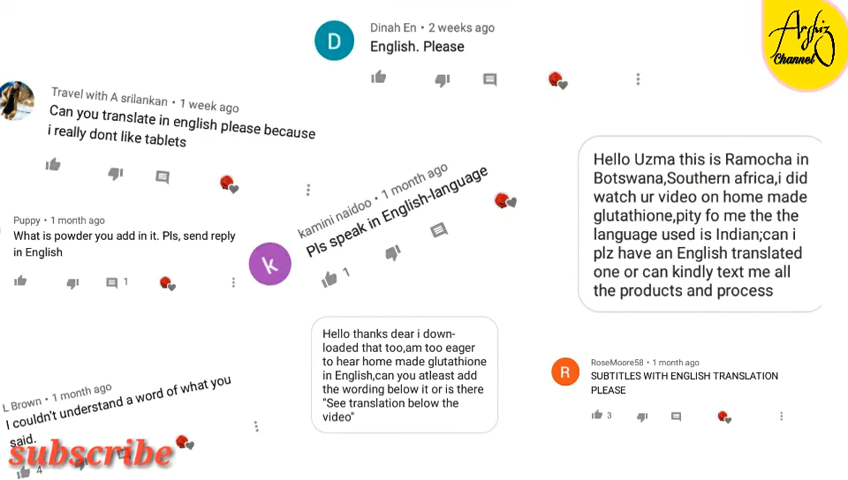 Dinah En • 2 weeks ago
English. Please
D
Arghiz
Channel
Travel with A srilankan • 1 week ago
Can you translate in english please because
i really dont like tablets
Hello Uzma this is Ramocha in
Botswana,Southern africa,i did
watch ur video on home made
glutathione,pity fo me the the
language used is Indian;can i
plz have an English translated
one or can kindly text me all
the products and process
kamini naidoo • 1 month ago
Pls speak in English-language
k
1
Puppy • 1 month ago
What is powder you add in it. Pls, send reply
in English
1
Hello thanks dear i down-
loaded that too,am too eager
to hear home made glutathione
in English,can you atleast add
the wording below it or is there
"See translation below the
video"
RoseMoore58 • 1 month ago
R
SUBTITLES WITH ENGLISH TRANSLATION
PLEASE
3
L Brown • 1 month ago
I couldn't understand a word of what you
said.
subscribe
4